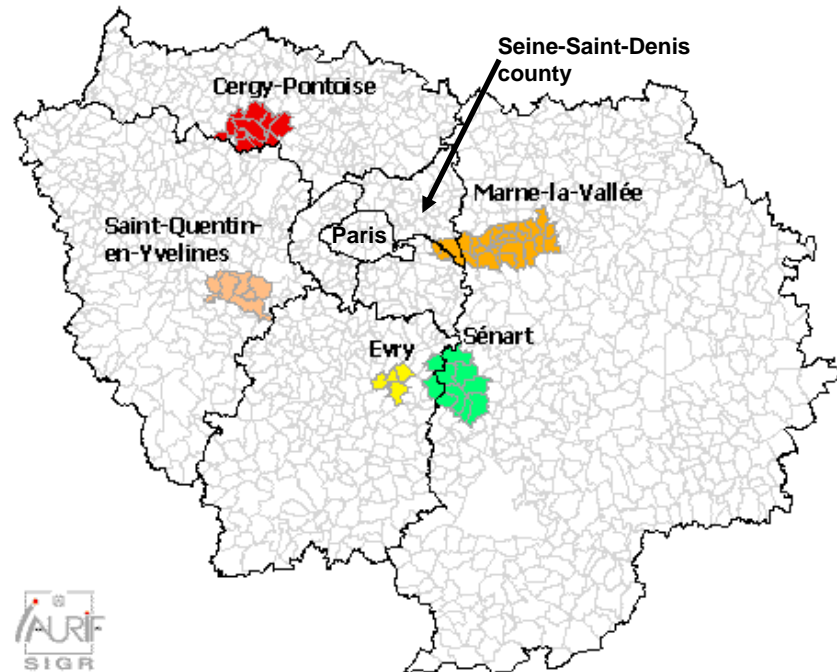 Seine-Saint-Denis
county
Cergy-Pontoise
Marne-la-Vallée
Saint-Quentin-
en-Yvelines
Paris
Evry
Sénart
IAURIF
SIGR